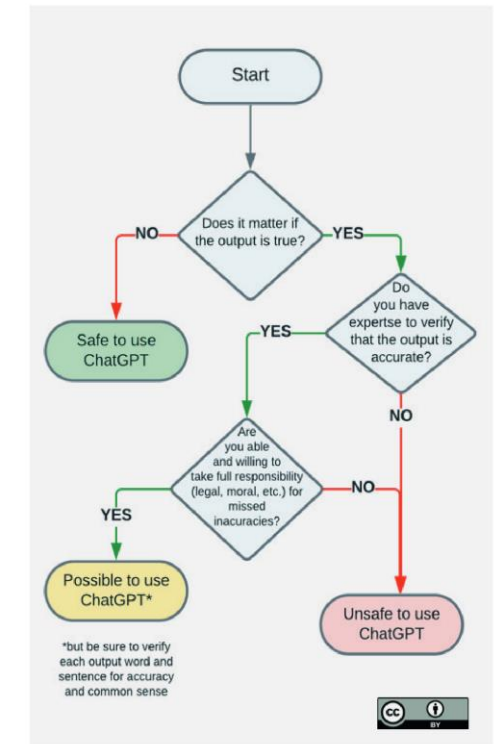 Start
Does it matter if
the output is true?
NO
YES
Safe to use
ChatGPT
Do
you have
expertse to verify
that the output is
accurate?
YES
NO
Are
you able
and willing to
take full responsibility
(legal, moral, etc.) for
missed
inacuracies?
YES
NO
Possible to use
ChatGPT*
Unsafe to use
ChatGPT
*but be sure to verify
each output word and
sentence for accuracy
and common sense
cc
BY